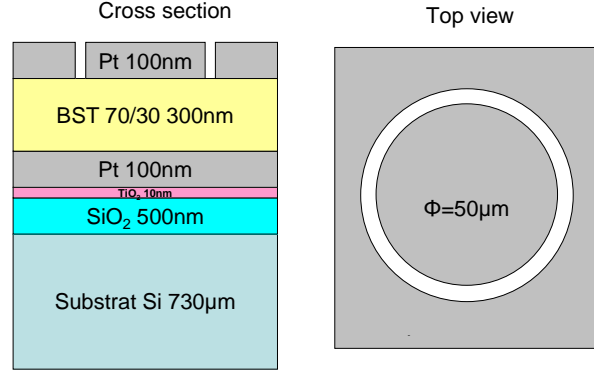 Cross section
Top view
Pt 100nm
BST 70/30 300nm
Pt 100nm
TiO2 10nm
SiO2 500nm
Φ=50µm
Substrat Si 730µm